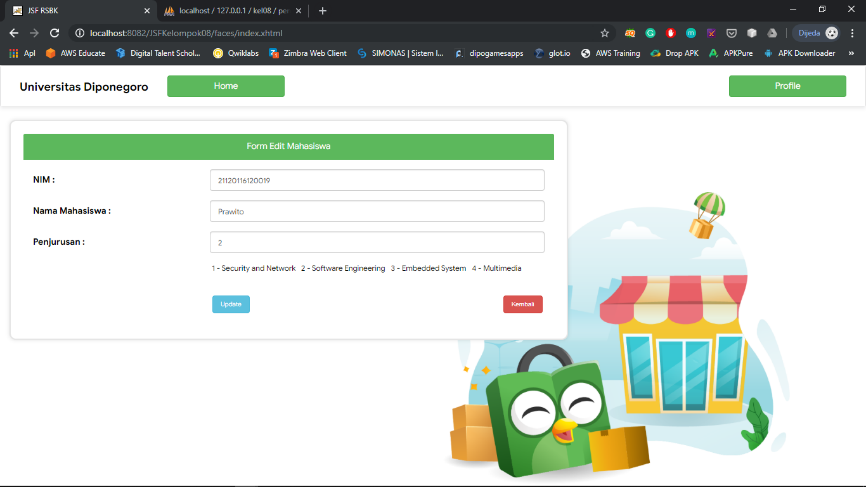 JSF RSBK
localhost / 127.0.0.1 / kel08 / per
localhost:8082/JSFKelompok08/faces/index.xhtml
Dijeda
Apl AWS Educate Digital Talent Schol... Qwiklabs Zimbra Web Client SIMONAS | Sistem I... dipogamesapps glot.io AWS Training Drop APK APKPure APK Downloader »
Universitas Diponegoro Home Profile
Form Edit Mahasiswa
NIM : 21120116120019
Nama Mahasiswa : Prawito
Penjurusan : 2
1 - Security and Network 2 - Software Engineering 3 - Embedded System 4 - Multimedia
Update Kembali